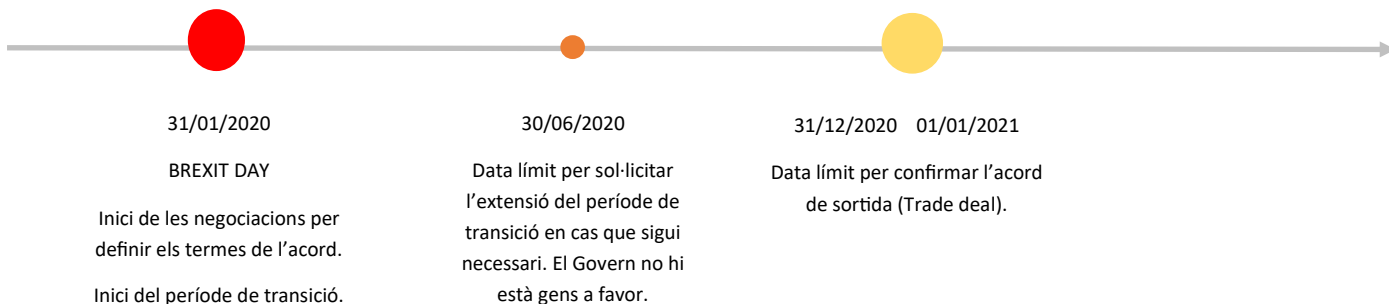 31/01/2020
BREXIT DAY
Inici de les negociacions per
definir els termes de l’acord.
Inici del període de transició.
30/06/2020
Data límit per sol·licitar
l’extensió del període de
transició en cas que sigui
necessari. El Govern no hi
està gens a favor.
31/12/2020 01/01/2021
Data límit per confirmar l’acord
de sortida (Trade deal).